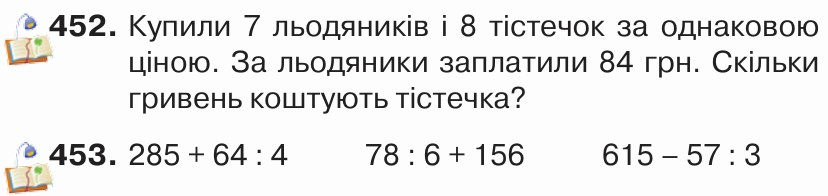 452. Купили 7 льодяників і 8 тістечок за однаковою
ціною. За льодяники заплатили 84 грн. Скільки
гривень коштують тістечка?
453. 285 + 64 : 4 78 : 6 + 156 615 – 57 : 3